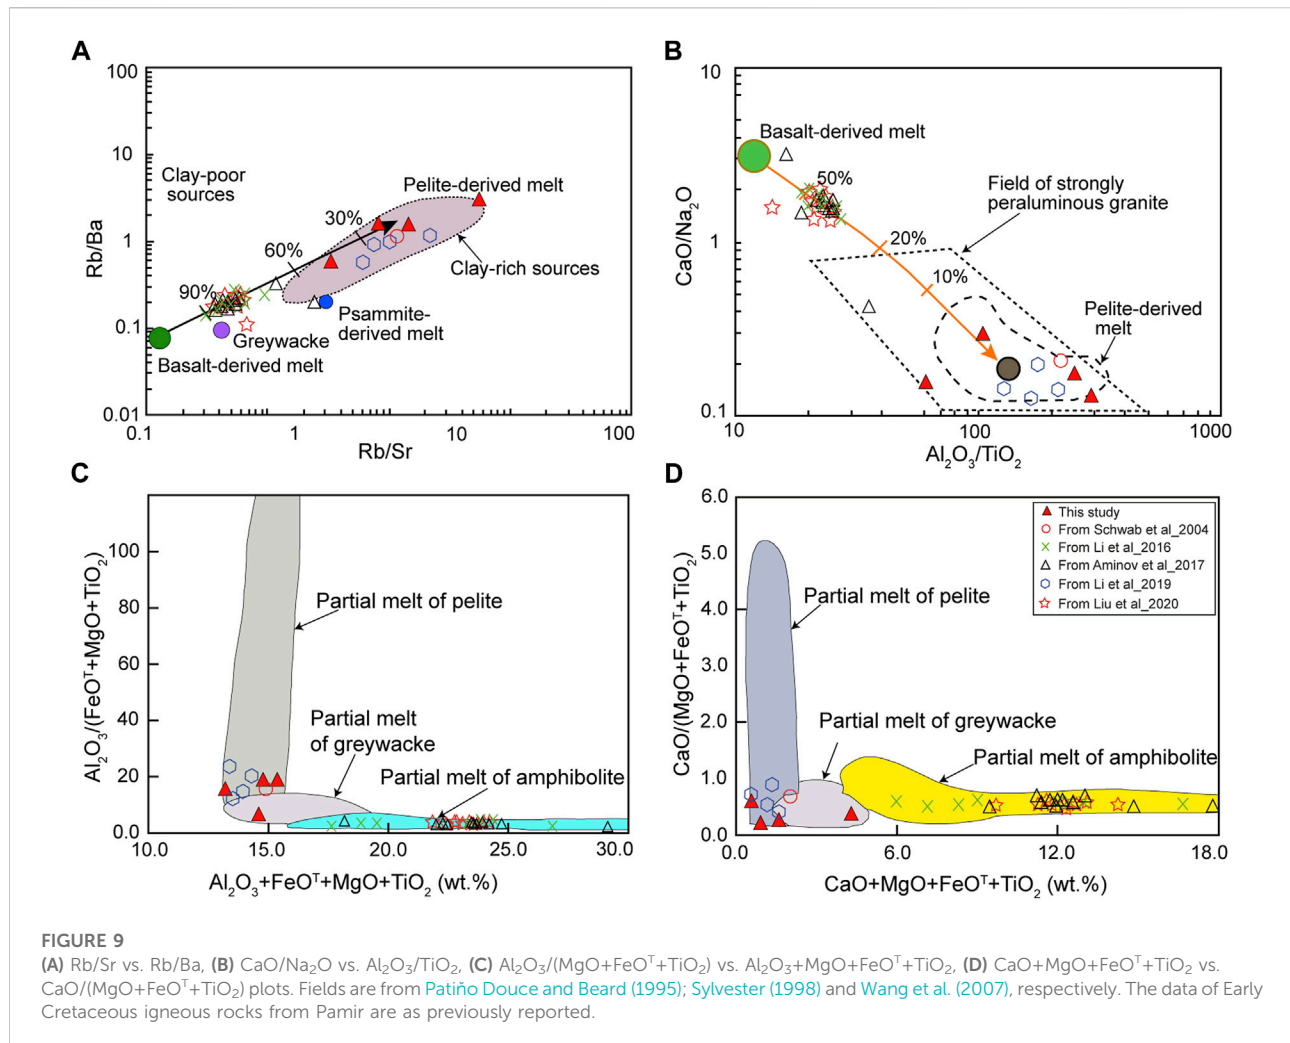 A
100
10
1
0.1
0.01
Rb/Ba
Clay-poor
sources
Pelite-derived melt
30%
60%
90%
Clay-rich sources
Psammite-
derived melt
Greywacke
Basalt-derived melt
0.1
1
10
100
Rb/Sr
B
10
1
0.1
CaO/Na₂O
Basalt-derived melt
50%
20%
10%
Field of strongly
peraluminous granite
Pelite-derived
melt
10
100
1000
Al₂O₃/TiO₂
C
100
80
60
40
20
0.0
Al₂O₃/(FeOᵀ+MgO+TiO₂)
Partial melt of pelite
Partial melt
of greywacke
Partial melt of amphibolite
10.0
15.0
20.0
25.0
30.0
Al₂O₃+FeOᵀ+MgO+TiO₂ (wt.%)
D
6.0
5.0
4.0
3.0
2.0
1.0
0.0
CaO/(MgO+FeOᵀ+TiO₂)
This study
From Schwab et al_2004
From Li et al_2016
From Aminov et al_2017
From Li et al_2019
From Liu et al_2020
Partial melt of pelite
Partial melt of greywacke
Partial melt of amphibolite
0.0
6.0
12.0
18.0
CaO+MgO+FeOᵀ+TiO₂ (wt.%)
FIGURE 9
(A) Rb/Sr vs. Rb/Ba, (B) CaO/Na₂O vs. Al₂O₃/TiO₂, (C) Al₂O₃/(MgO+FeOᵀ+TiO₂) vs. Al₂O₃+MgO+FeOᵀ+TiO₂, (D) CaO+MgO+FeOᵀ+TiO₂ vs.
CaO/(MgO+FeOᵀ+TiO₂) plots. Fields are from Patiňo Douce and Beard (1995); Sylvester (1998) and Wang et al. (2007), respectively. The data of Early
Cretaceous igneous rocks from Pamir are as previously reported.